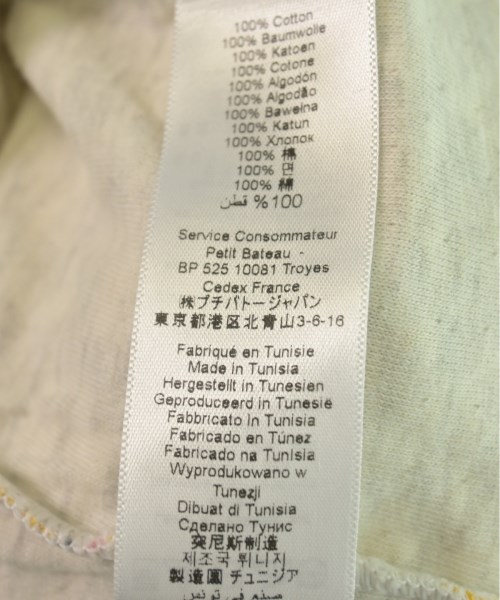 100% Cotton
100% Baumwolle
100% Katoen
100% Cotone
100% Algodón
100% Algodão
100% Bawełna
100% Katun
100% Хлопок
100% 棉
100% 면
100% 綿
100% قطن
Service Consommateur
Petit Bateau -
BP 525 10081 Troyes
Cedex France
㈱プチバトージャパン
東京都港区北青山3-6-16
Fabriqué en Tunisie
Made in Tunisia
Hergestellt in Tunesien
Geproduceerd in Tunesië
Fabbricato in Tunisia
Fabricado en Túnez
Fabricado na Tunísia
Wyprodukowano w
Tunezji
Dibuat di Tunisia
Сделано Тунис
突尼斯制造
제조국 튀니지
製造國 チュニジア
صنع في تونس